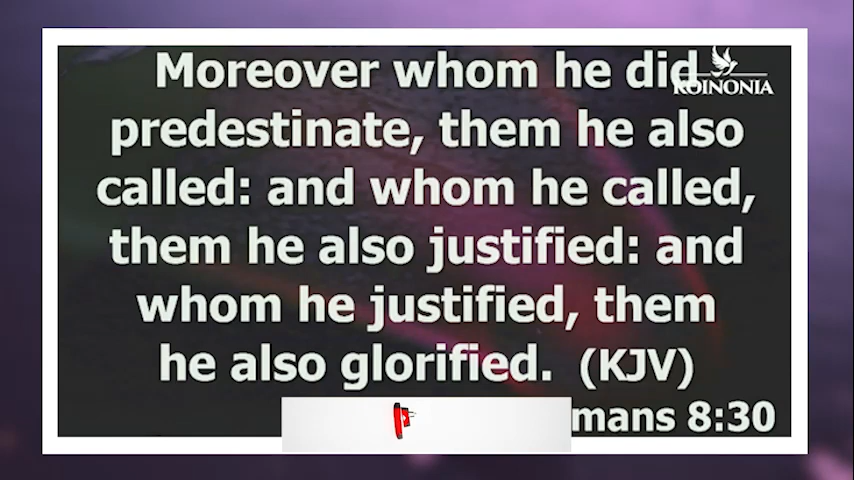 Moreover whom he did
KOINONIA
predestinate, them he also
called: and whom he called,
them he also justified: and
whom he justified, them
he also glorified. (KJV)
mans 8:30